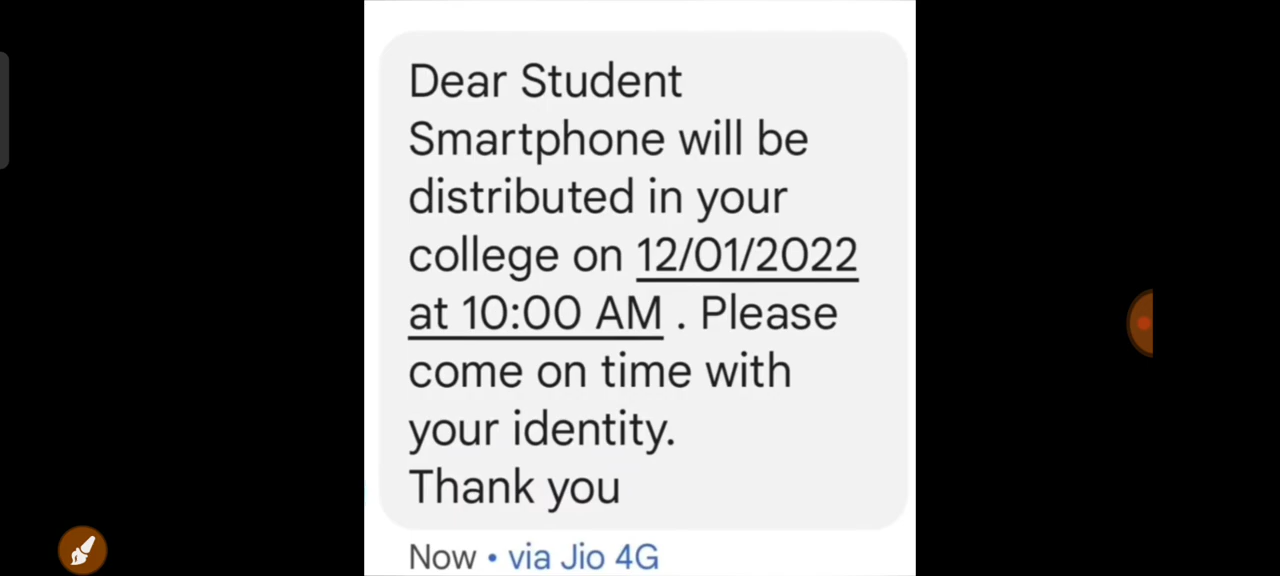 Dear Student
Smartphone will be
distributed in your
college on 12/01/2022
at 10:00 AM . Please
come on time with
your identity.
Thank you
Now • via Jio 4G